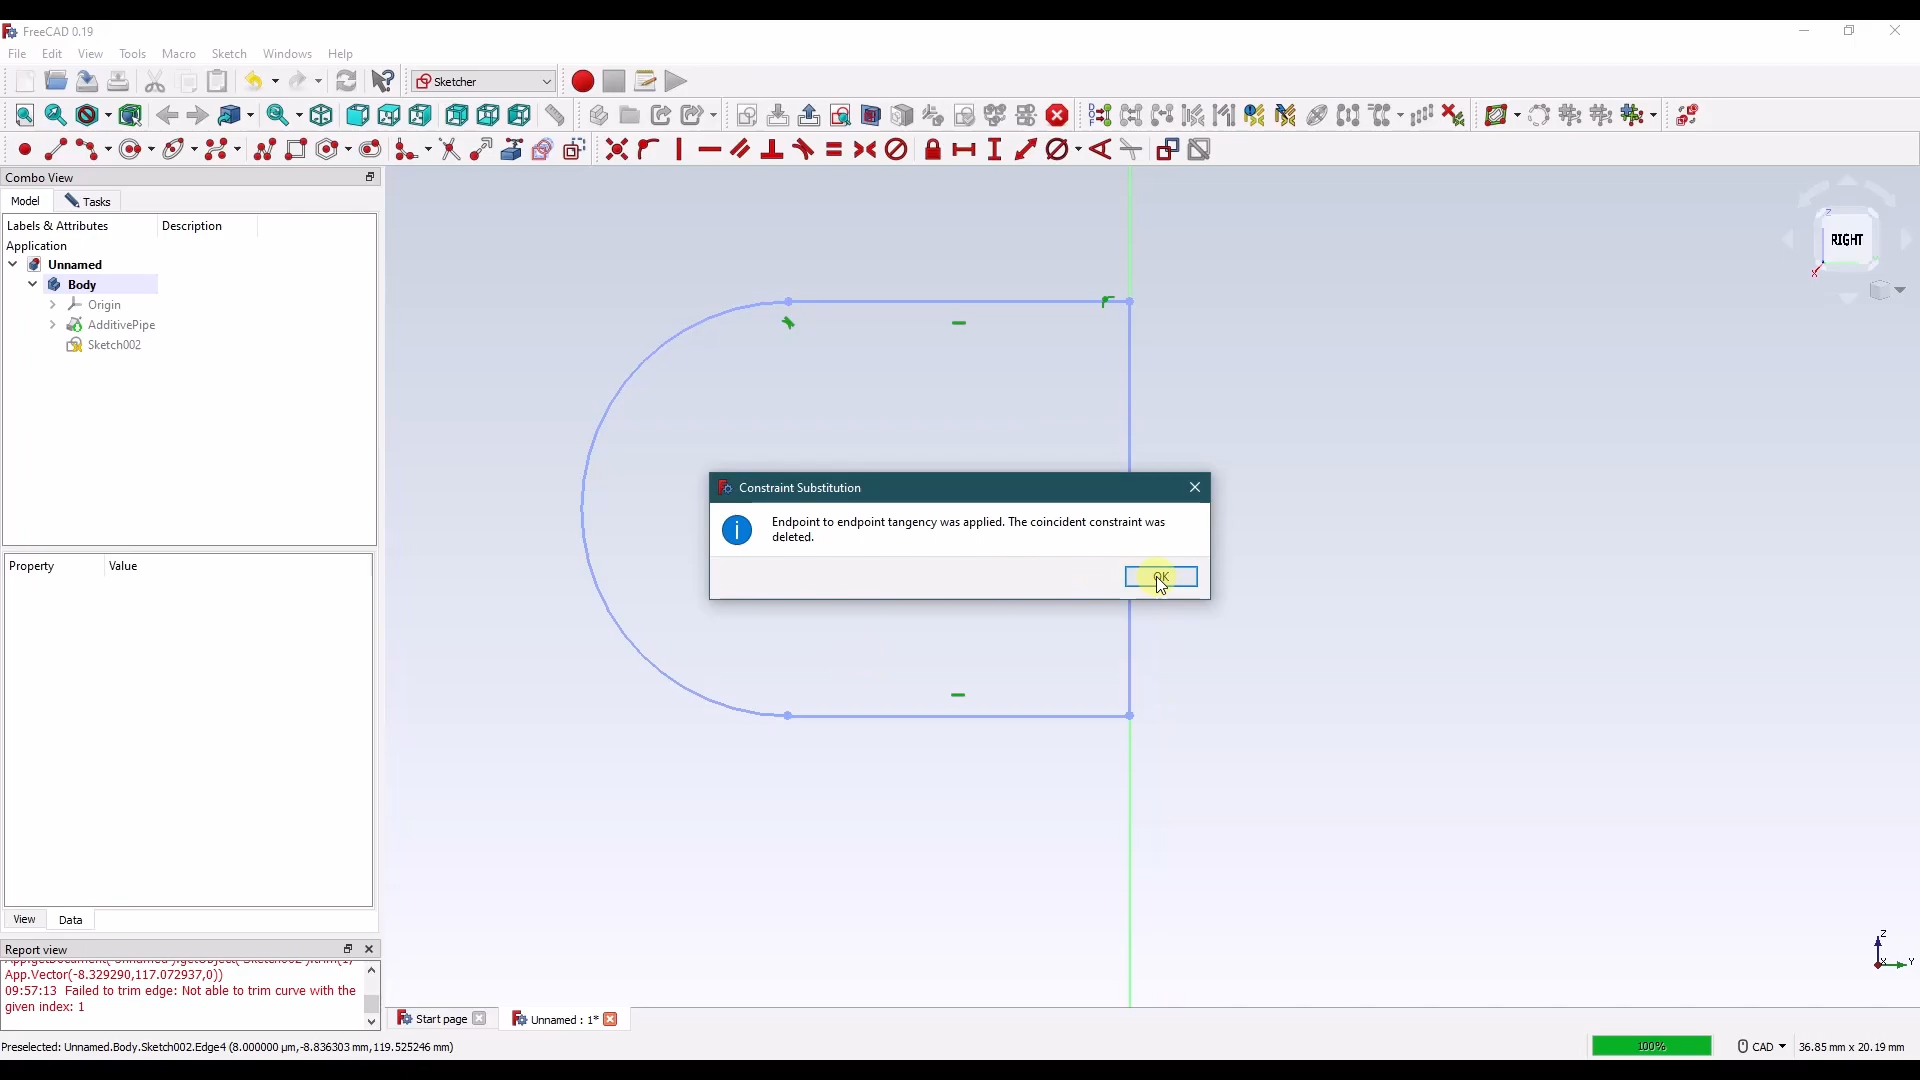 FreeCAD 0.19
File Edit View Tools Macro Sketch Windows Help
Sketcher
Combo View
Model Tasks
Labels & Attributes Description
Application
Unnamed
Body
Origin
AdditivePipe
Sketch002
RIGHT
Z
X
Constraint Substitution
Endpoint to endpoint tangency was applied. The coincident constraint was
deleted.
OK
Property Value
View Data
Report view
App.Vector(-8.329290,117.072937,0))
09:57:13 Failed to trim edge: Not able to trim curve with the
given index: 1
Z
X Y
Start page Unnamed : 1*
Preselected: Unnamed.Body.Sketch002.Edge4 (8.000000 µm,-8.836303 mm,119.525246 mm)
100% CAD 36.85 mm x 20.19 mm